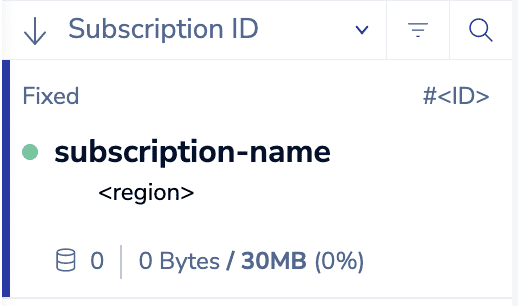 Subscription ID
Fixed #<ID>
subscription-name
<region>
0 0 Bytes / 30MB (0%)